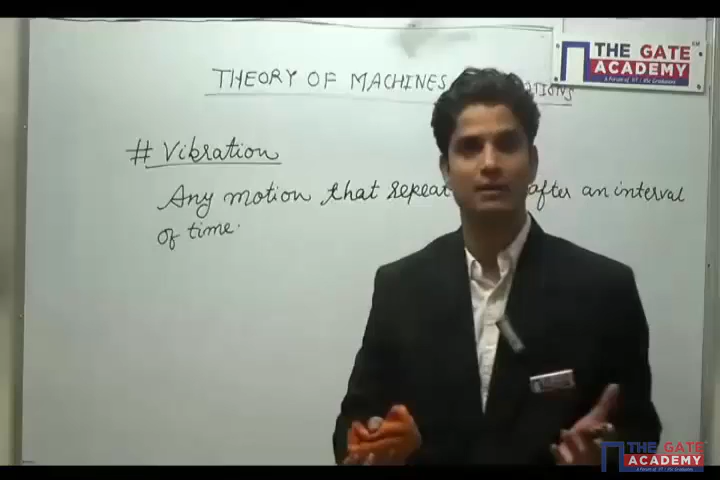 THE GATE
ACADEMY
THEORY OF MACHINES
# Vibration
Any motion that repeat after an interval
of time.
THE GATE
ACADEMY